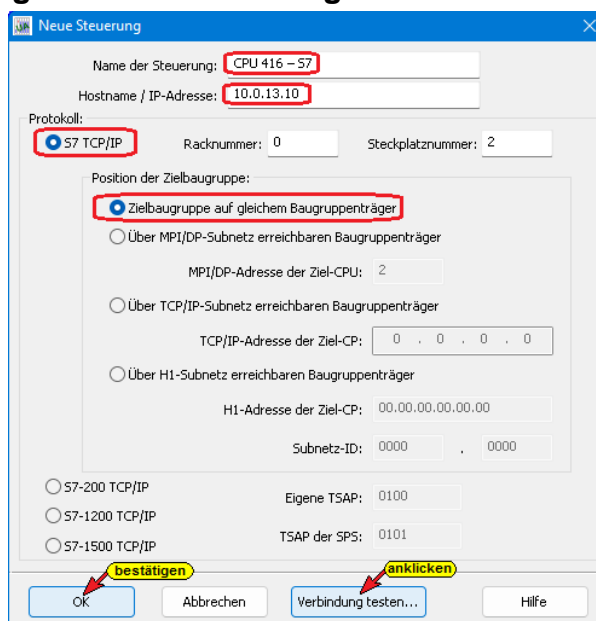 Neue Steuerung
Name der Steuerung: CPU 416 – S7
Hostname / IP-Adresse: 10.0.13.10
Protokoll:
S7 TCP/IP Racknummer: 0 Steckplatznummer: 2
Position der Zielbaugruppe:
Zielbaugruppe auf gleichem Baugruppenträger
Über MPI/DP-Subnetz erreichbaren Baugruppenträger
MPI/DP-Adresse der Ziel-CPU: 2
Über TCP/IP-Subnetz erreichbaren Baugruppenträger
TCP/IP-Adresse der Ziel-CP: 0 . 0 . 0 . 0
Über H1-Subnetz erreichbaren Baugruppenträger
H1-Adresse der Ziel-CP: 00.00.00.00.00.00
Subnetz-ID: 0000 . 0000
S7-200 TCP/IP
Eigene TSAP: 0100
S7-1200 TCP/IP
TSAP der SPS: 0101
S7-1500 TCP/IP
bestätigen anklicken
OK Abbrechen Verbindung testen... Hilfe